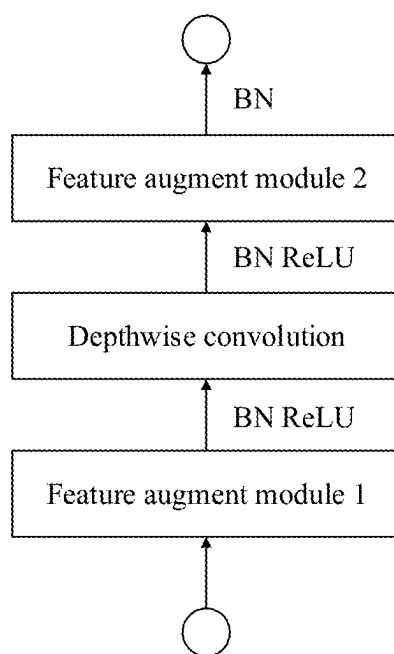 BN
Feature augment module 2
BN ReLU
Depthwise convolution
BN ReLU
Feature augment module 1